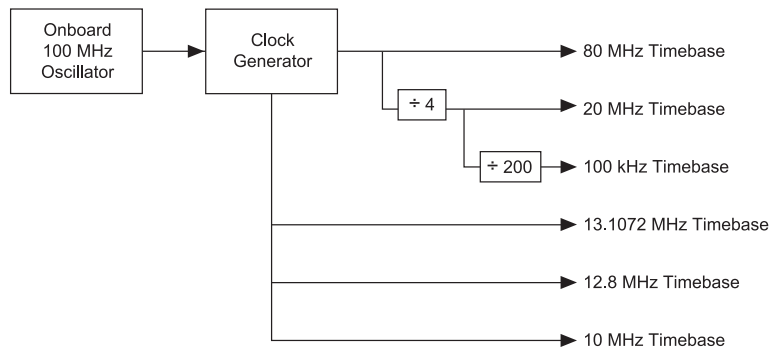 Onboard
100 MHz
Oscillator
Clock
Generator
80 MHz Timebase
÷ 4
20 MHz Timebase
÷ 200
100 kHz Timebase
13.1072 MHz Timebase
12.8 MHz Timebase
10 MHz Timebase